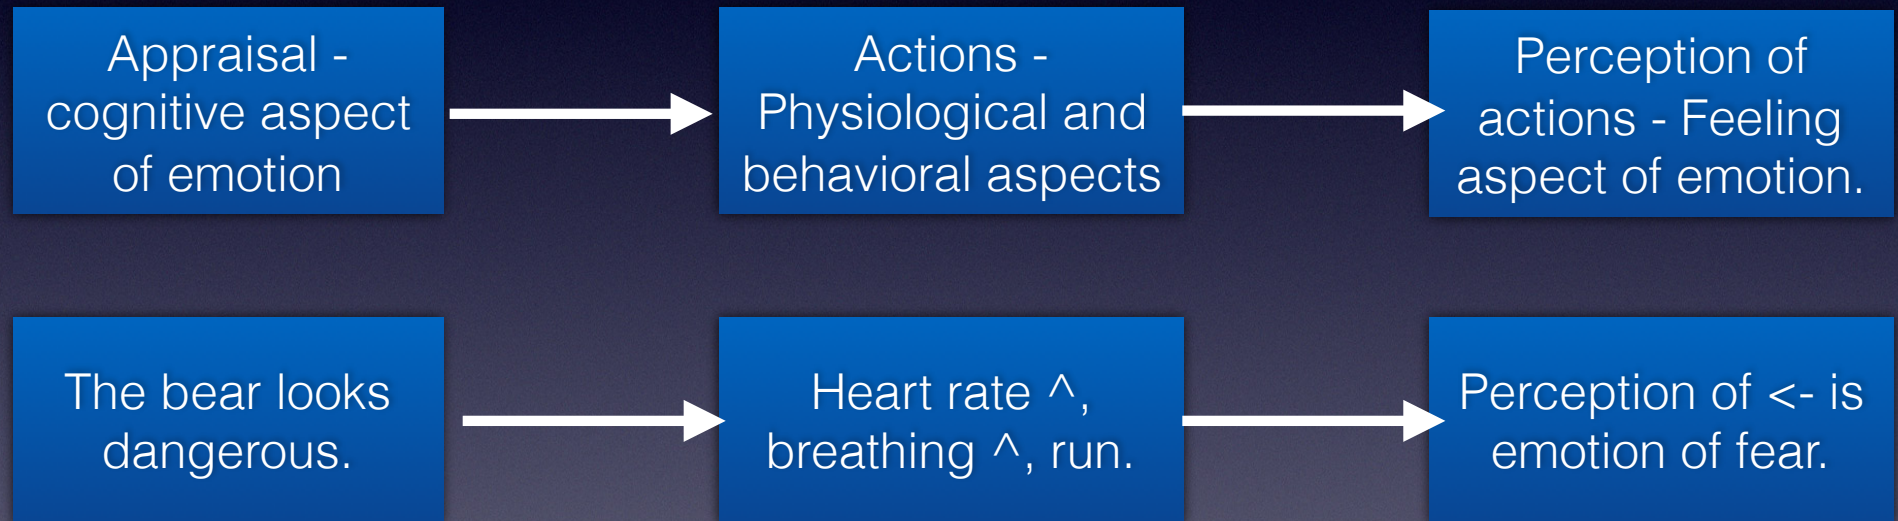 Appraisal -
cognitive aspect
of emotion
Actions -
Physiological and
behavioral aspects
Perception of
actions - Feeling
aspect of emotion.
The bear looks
dangerous.
Heart rate ^,
breathing ^, run.
Perception of <- is
emotion of fear.